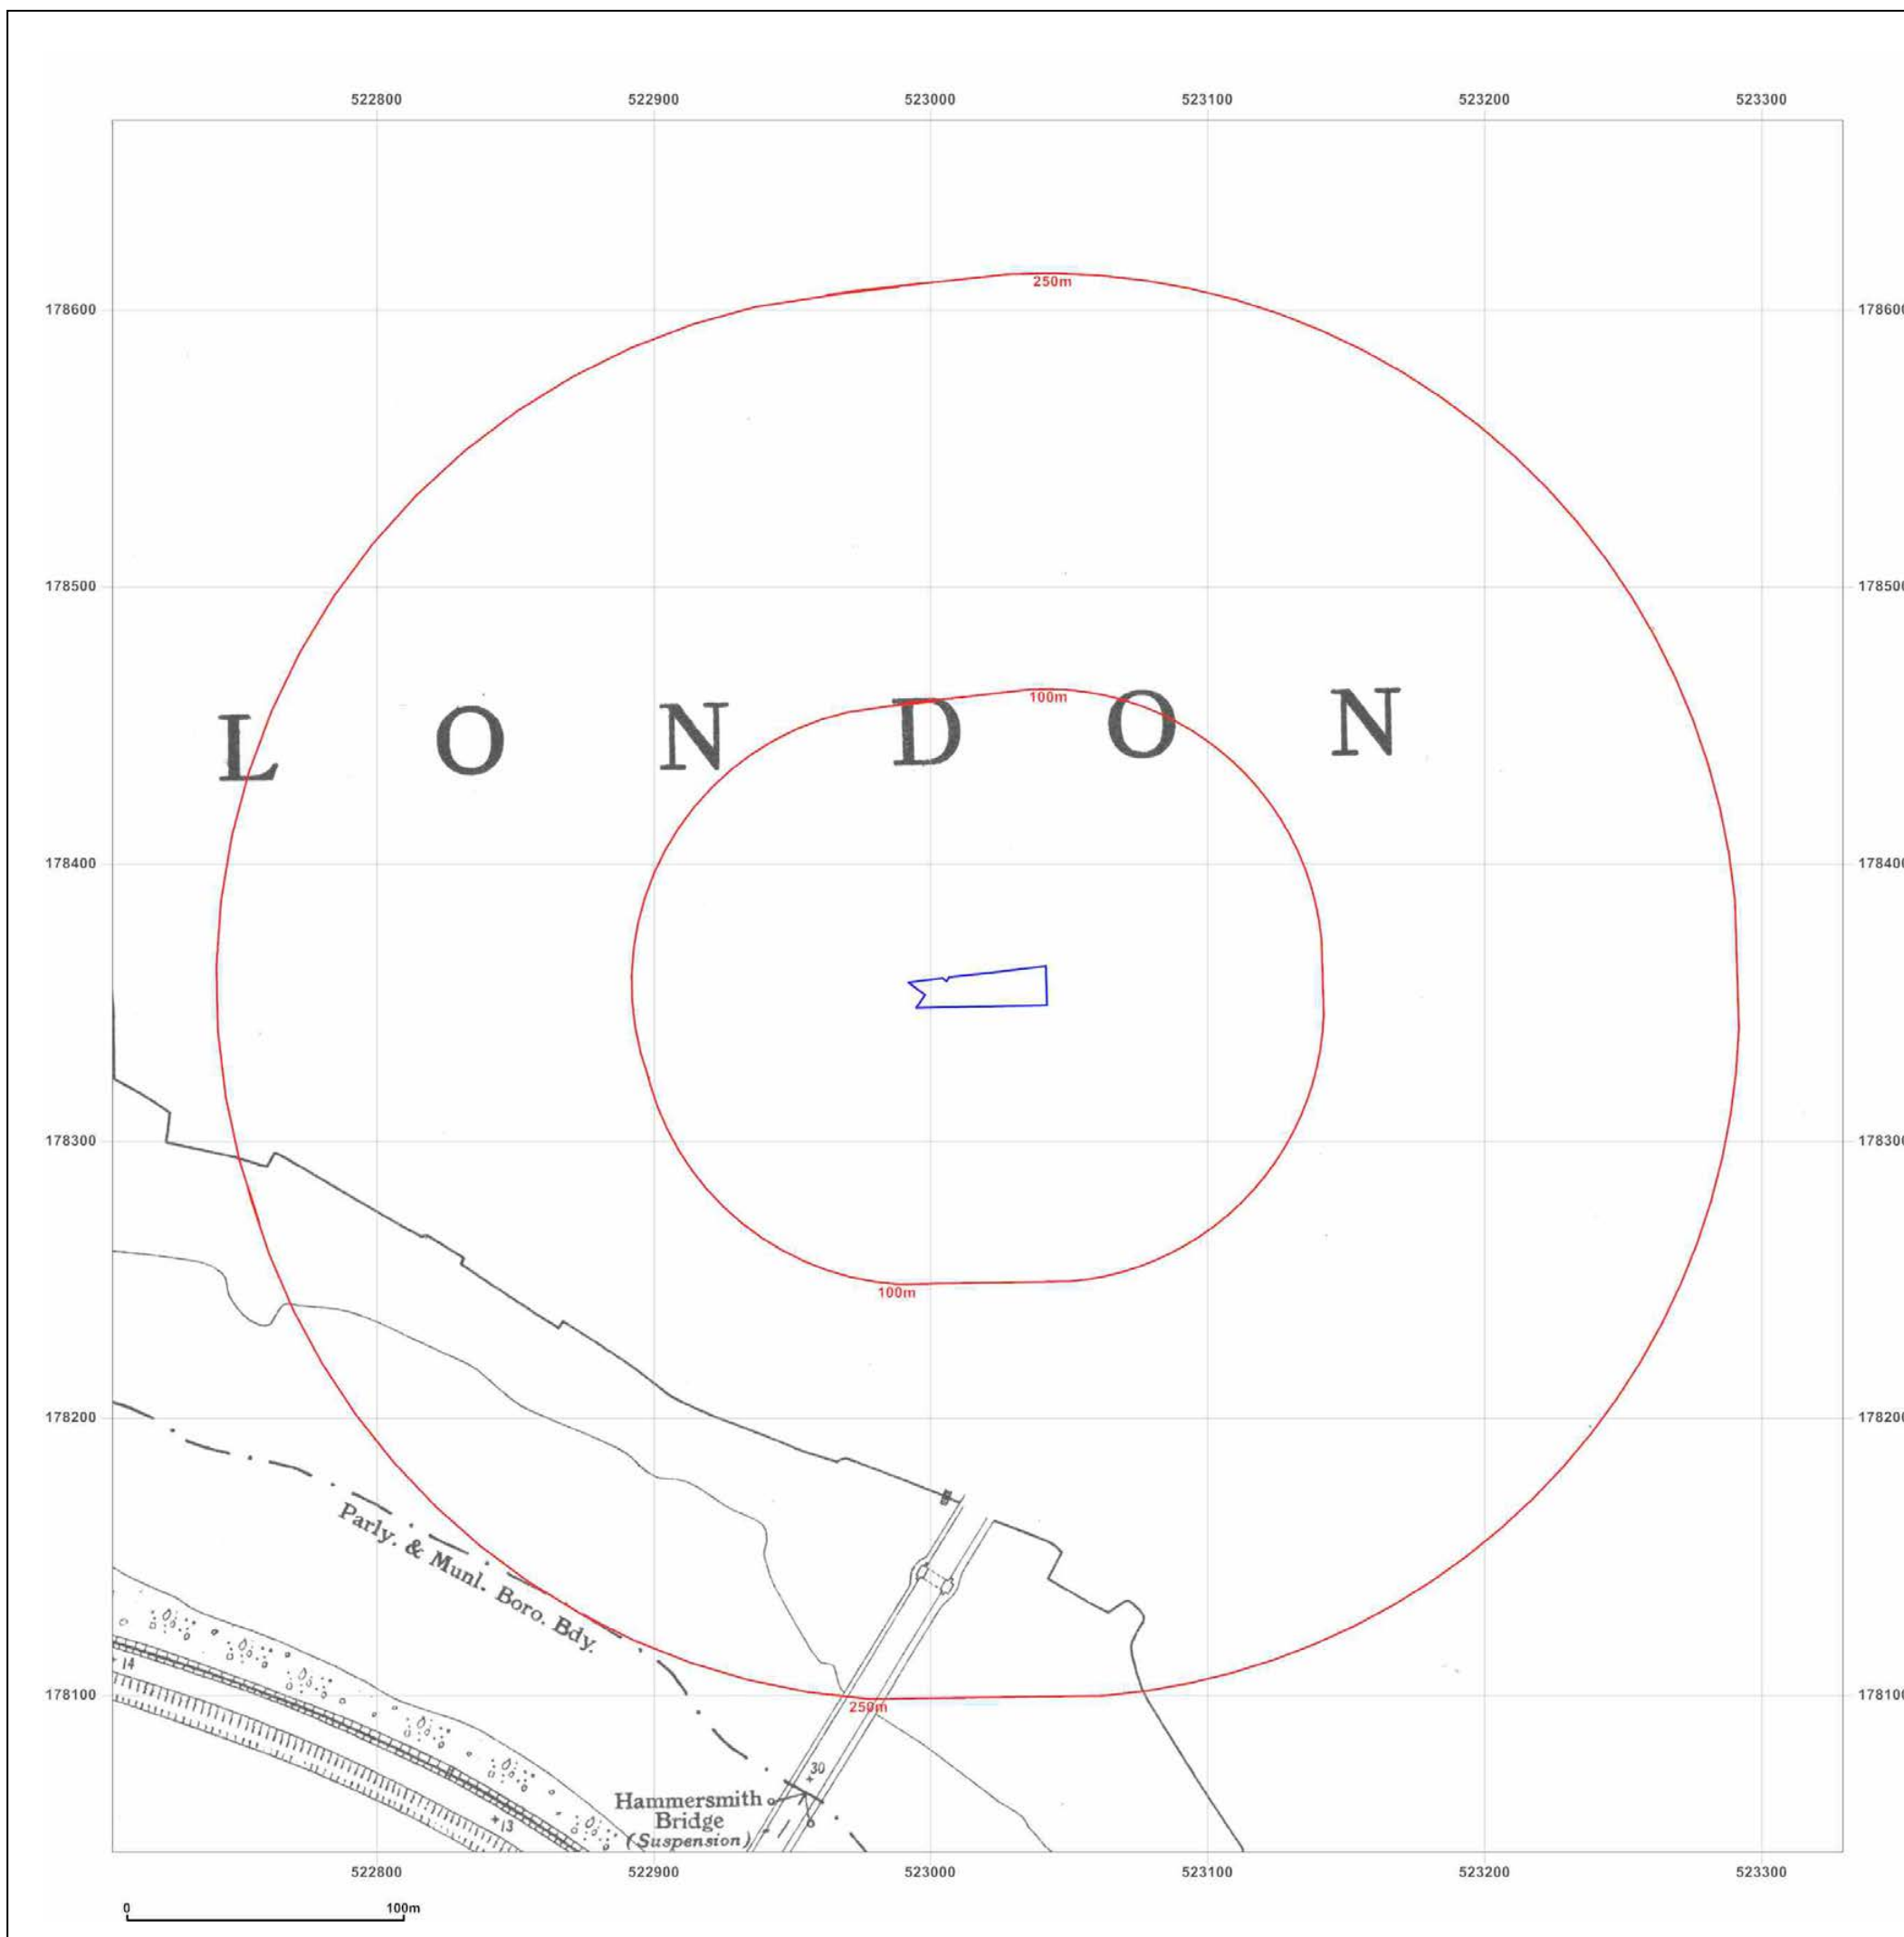 522800 522900 523000 523100 523200 523300
250m
178600 178600
178500 178500
100m
L O N D O N
178400 178400
178300 178300
100m
178200 178200
Parly. & Munl. Boro. Bdy.
14
178100 178100
250m
30
Hammersmith
Bridge
(Suspension)
13
522800 522900 523000 523100 523200 523300
0 100m